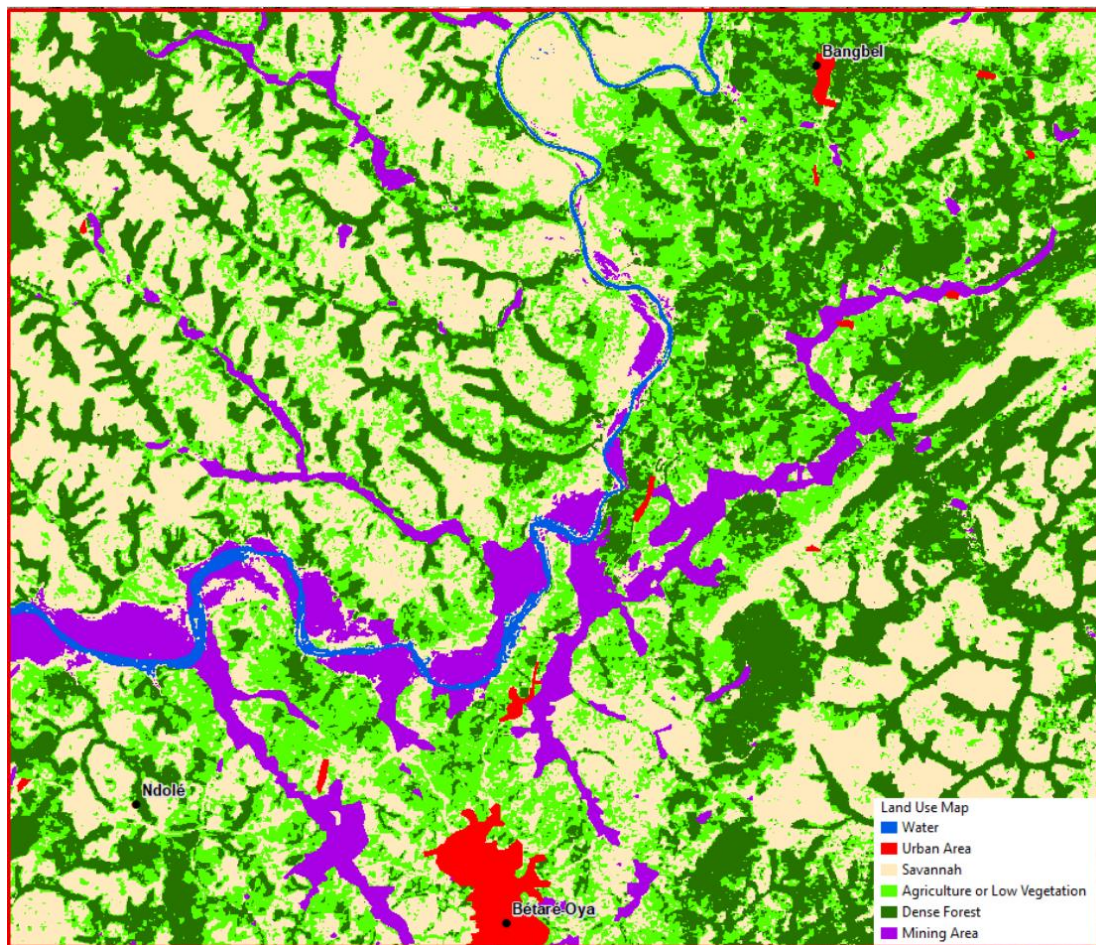 Bangbel
Ndolé
Bétaré-Oya
Land Use Map
Water
Urban Area
Savannah
Agriculture or Low Vegetation
Dense Forest
Mining Area